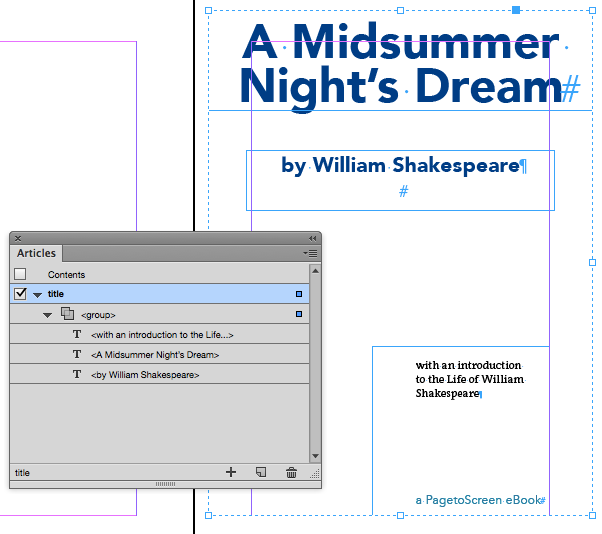 A Midsummer
Night's Dream#
by William Shakespeare¶
#
Articles
Contents
title
<group>
<with an introduction to the Life...>
<A Midsummer Night's Dream>
<by William Shakespeare>
title
with an introduction
to the Life of William
Shakespeare¶
a PagetoScreen eBook#